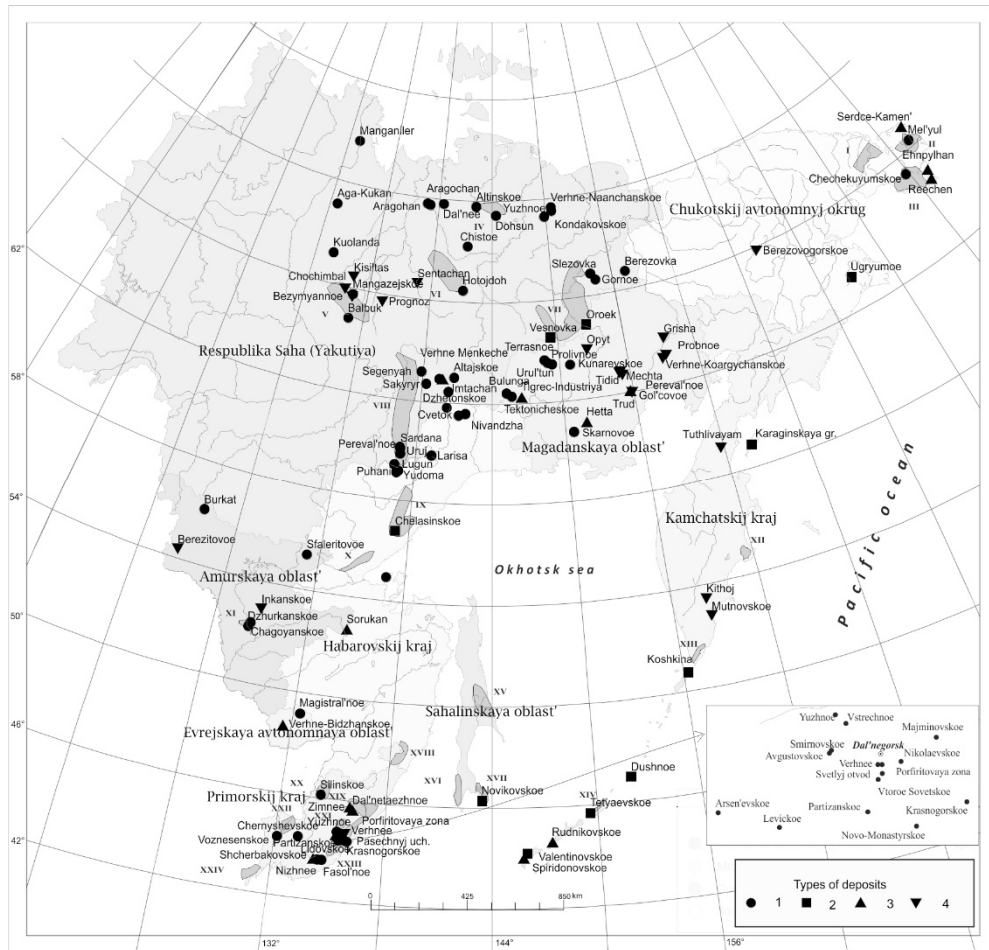 Serdce-Kamen'
Mel'yul
Manganiler
I
II
Ehnpylhan
Chechekuyumskoe
Reechen
III
Aga-Kukan
Aragochan
Aragohan
Dal'nee
Altinskoe
Yuzhnoe
Dohsun
Verhne-Naanchanskoe
Kondakovskoe
IV
Chukotskij avtonomnyj okrug
Kuolanda
Chistoe
Berezovogorskoe
62°
Kisiltas
Chochimbal
Mangazejskoe
Bezymyannoe
Balbuk
V
Sentachan
VI
Prognoz
Hotojdoh
Slezovka
Berezovka
Gornoe
Ugryumoe
VII
Oroek
Vesnovka
Opyt
Grisha
Probnoe
Verhne-Koargychanskoe
Respublika Saha (Yakutiya)
Verhne Menkeche
Segenyah
Altajskoe
Sakyryr
Imtachan
Dzhetonskoe
Cvetok
Nivandzha
Terrasnoe
Prolivnoe
Urul'tun
Kunarevskoe
Bulunga
Tigrec-Industriya
Tidid
Mechta
Pereval'noe
Gol'covoe
Trud
58°
Tektonicheskoe
Hetta
Skarnovoe
Magadanskaya oblast'
VIII
Tuthlivayam
Karaginskaya gr.
Sardana
Pereval'noe
Urui
Larisa
Lugun
Puhanil
Yudoma
54°
Burkat
IX
Chelasinskoe
Kamchatskij kraj
XII
Berezitovoe
Sfaleritovoe
X
Okhotsk sea
Pacific ocean
Amurskaya oblast'
Kithoj
Mutnovskoe
50°
Inkanskoe
XI
Dzhurkanskoe
Chagoyanskoe
Sorukan
Habarovskij kraj
XIII
Koshkina
XV
Sahalinskaya oblast'
Magistral'noe
46°
Verhne-Bidzhanskoe
Evrejskaya avtonomnaya oblast'
XVIII
XVI
XVII
Novikovskoe
Dushnoe
XIV
Tetyaevskoe
XX
Silinskoe
Primorskij kraj
XIX
Dal'netaezhnoe
Zimnee
XXII
XXI
Yuzhnoe
Porfiritovaya zona
Chernyshevskoe
Verhnee
42°
Voznesenskoe
Partizanskoe
Pasechnyj uch.
Lidovskoe
Krasnogorskoe
Shcherbakovskoe
XXIII
Nizhnee
Fasol'noe
XXIV
Rudnikovskoe
Valentinovskoe
Spiridonovskoe
Yuzhnoe
Vstrechnoe
Majminovskoe
Smirnovskoe
Dal'negorsk
Avgustovskoe
Nikolaevskoe
Verhnee
Svetlyj otvod
Porfiritovaya zona
Vtoroe Sovetskoe
Arsen'evskoe
Partizanskoe
Krasnogorskoe
Levickoe
Novo-Monastyrskoe
Types of deposits
1 2 3 4
0 425 850 km
132°
144°
156°